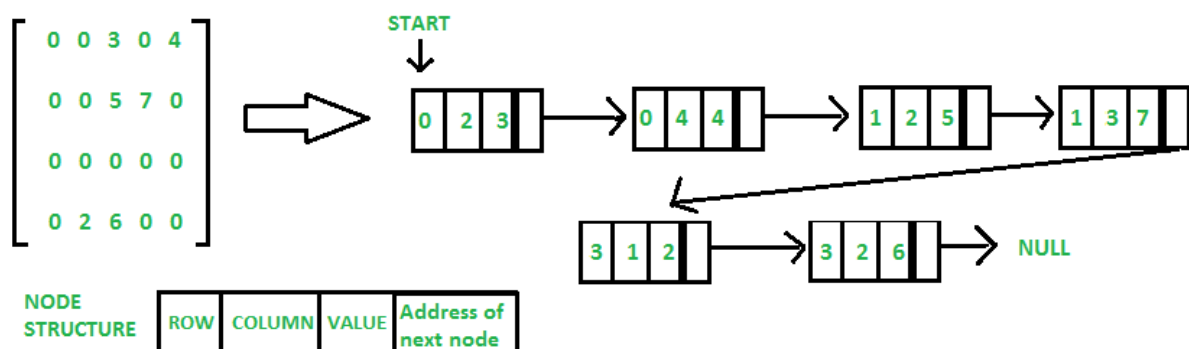 START
0 0 3 0 4
0 0 5 7 0
0 0 0 0 0
0 2 6 0 0
0 2 3
0 4 4
1 2 5
1 3 7
3 1 2
3 2 6
NULL
NODE
STRUCTURE
ROW
COLUMN
VALUE
Address of
next node